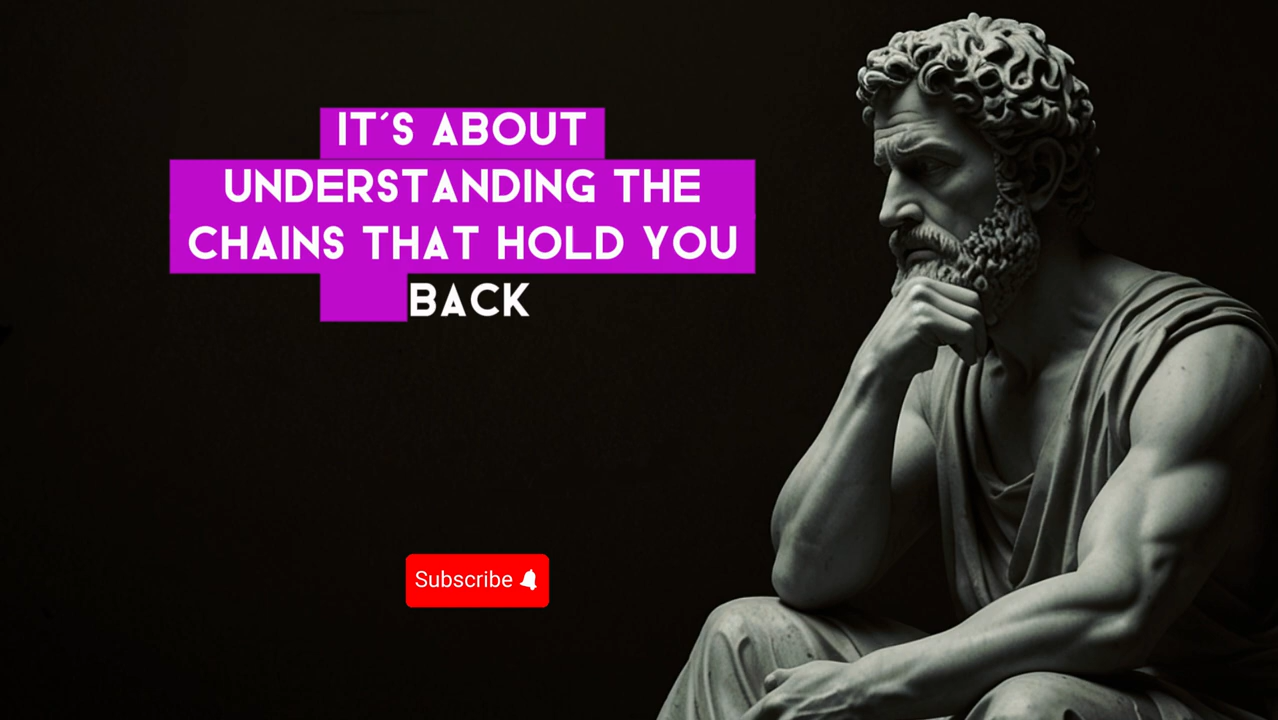 IT´S ABOUT
UNDERSTANDING THE
CHAINS THAT HOLD YOU
BACK
Subscribe